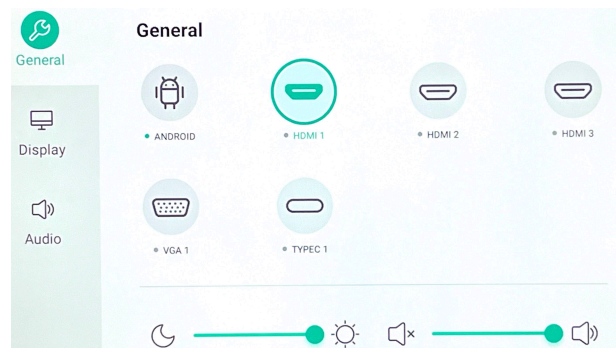 General
General
ANDROID
HDMI 1
HDMI 2
HDMI 3
Display
VGA 1
TYPEC 1
Audio